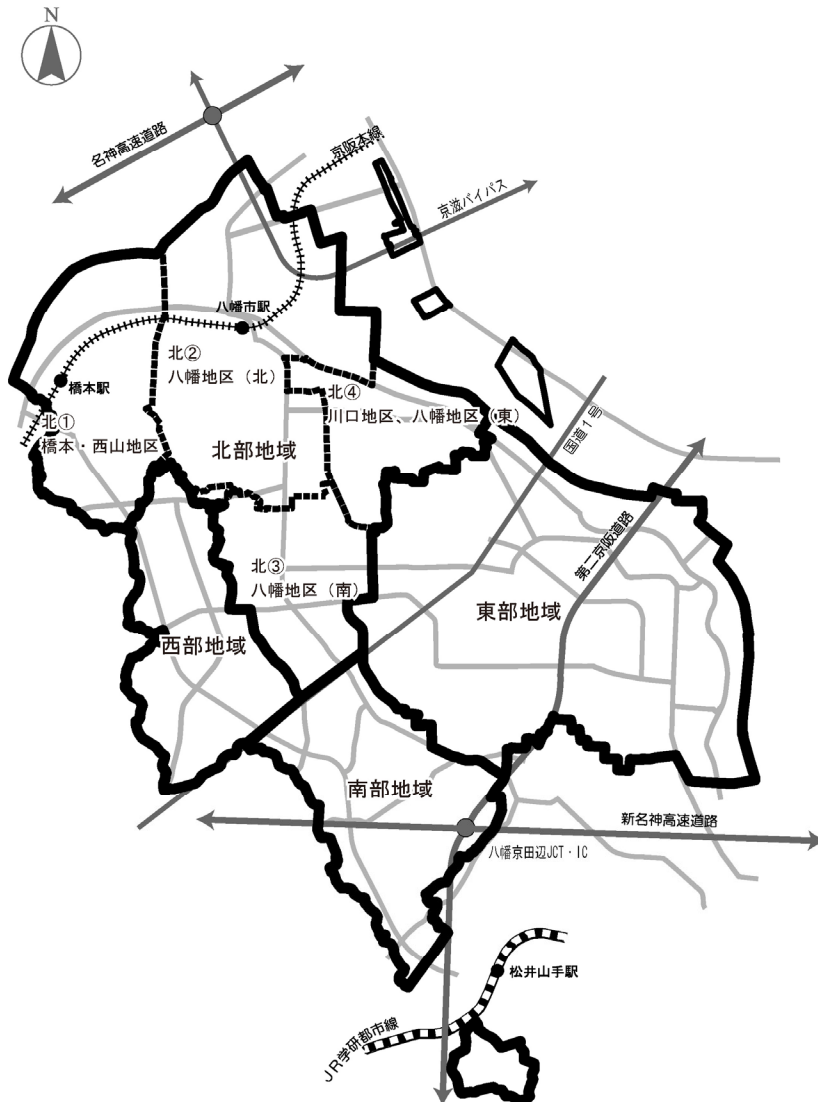 N
名神高速道路
京阪本線
京滋バイパス
八幡市駅
北②
八幡地区（北）
橋本駅
北④
川口地区、八幡地区（東）
北①
橋本・西山地区
国道１号
北部地域
第二京阪道路
北③
八幡地区（南）
東部地域
西部地域
南部地域
新名神高速道路
八幡京田辺JCT・IC
松井山手駅
ＪＲ学研都市線